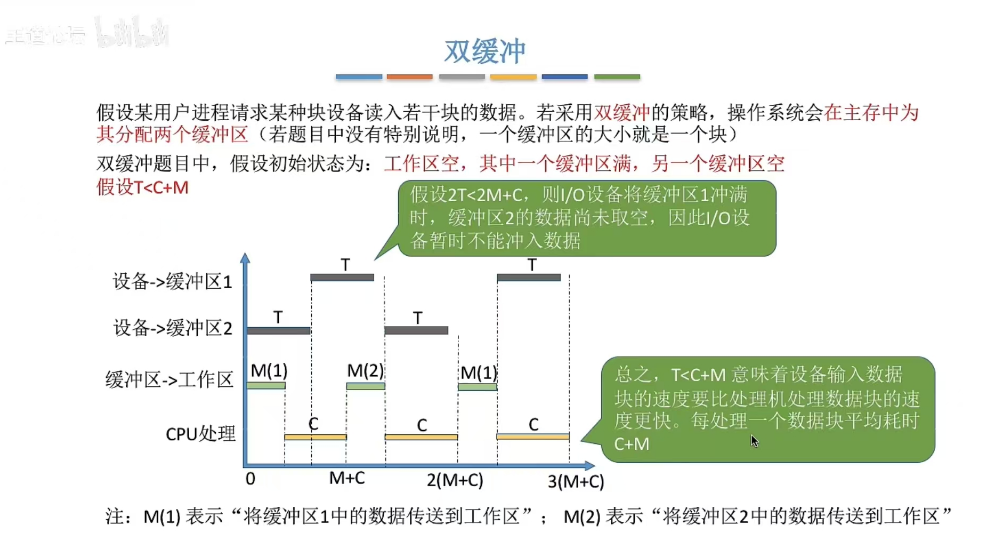 bilibili
双缓冲
假设某用户进程请求某种块设备读入若干块的数据。若采用双缓冲的策略，操作系统会在主存中为
其分配两个缓冲区（若题目中没有特别说明，一个缓冲区的大小就是一个块）
双缓冲题目中，假设初始状态为：工作区空，其中一个缓冲区满，另一个缓冲区空
假设T<C+M
假设2T<2M+C，则I/O设备将缓冲区1冲满
时，缓冲区2的数据尚未取空，因此I/O设
备暂时不能冲入数据
设备->缓冲区1
T
T
设备->缓冲区2
T
T
缓冲区->工作区
M(1)
M(2)
M(1)
CPU处理
C
C
C
0
M+C
2(M+C)
3(M+C)
总之，T<C+M 意味着设备输入数据
块的速度要比处理机处理数据块的速
度更快。每处理一个数据块平均耗时
C+M
注：M(1) 表示“将缓冲区1中的数据传送到工作区”； M(2) 表示“将缓冲区2中的数据传送到工作区”